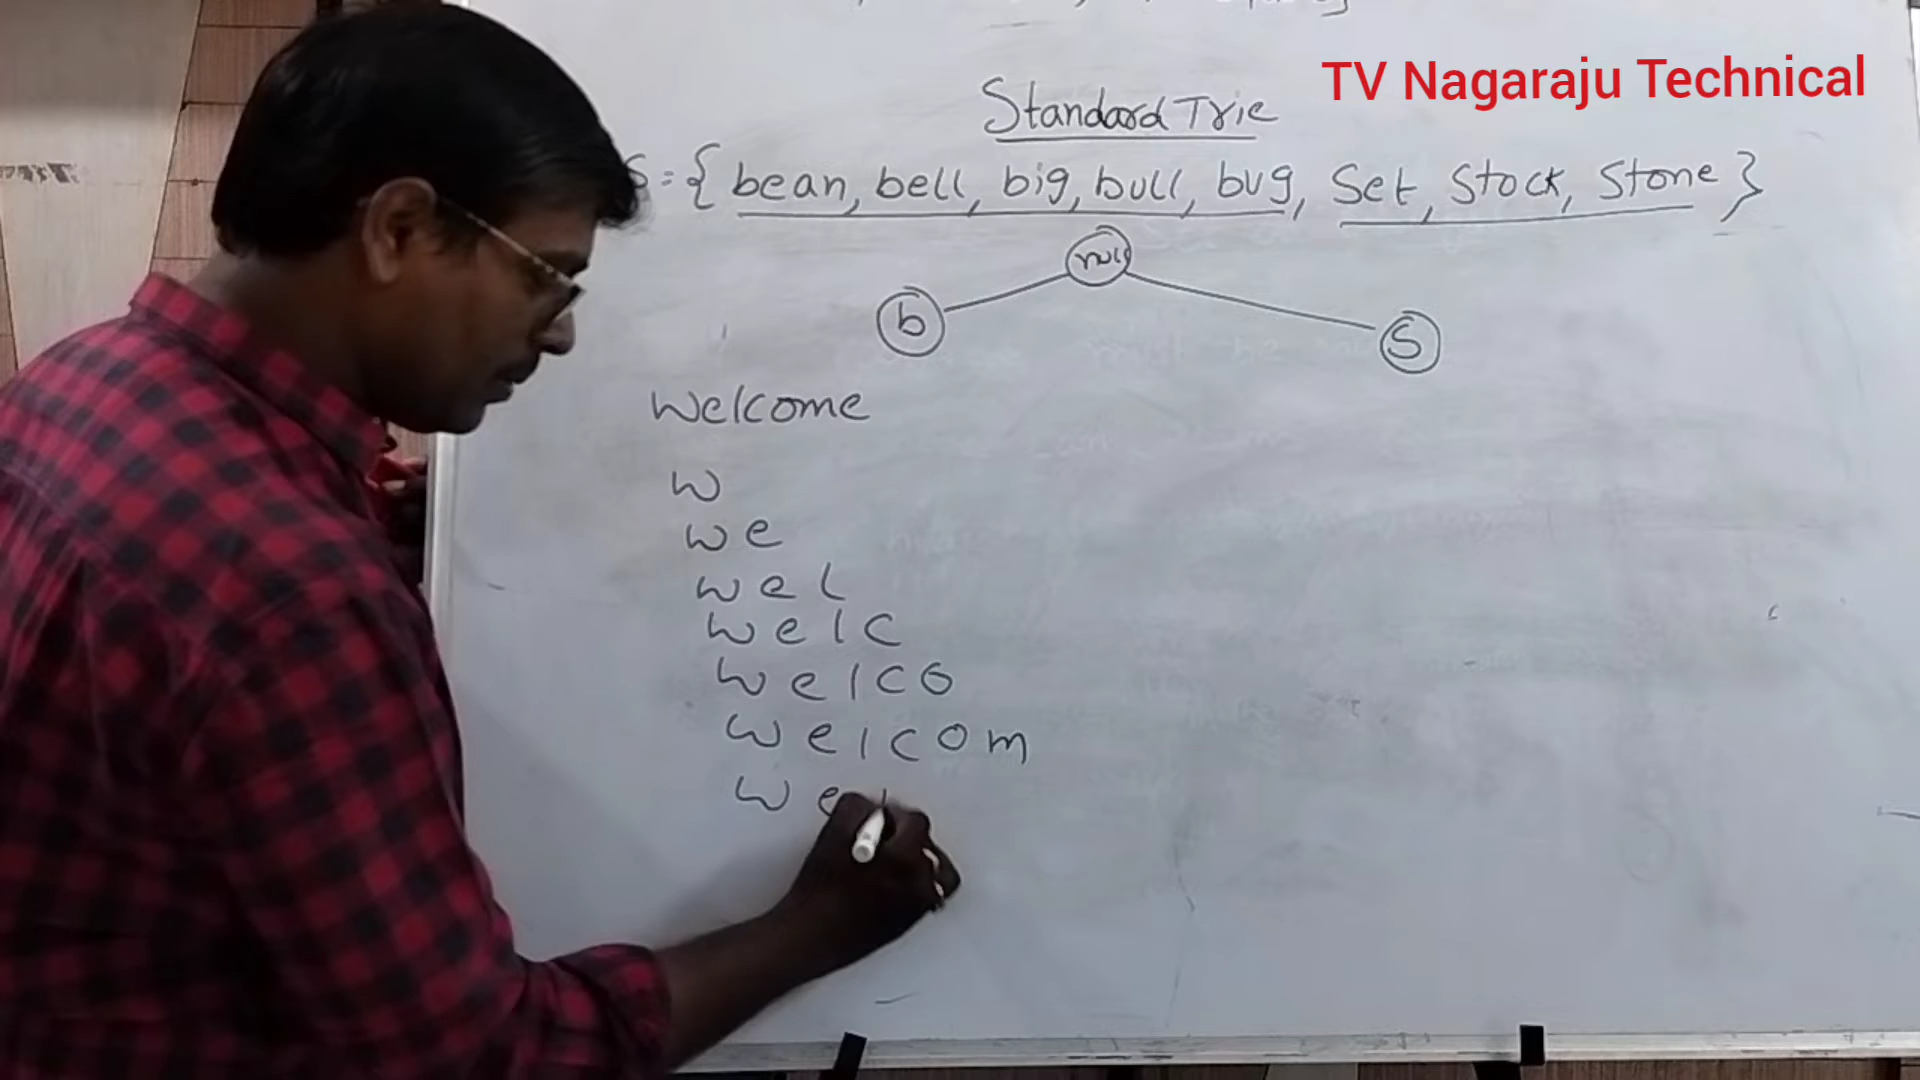 TV Nagaraju Technical
Standard Trie
S = { bean, bell, big, bull, bug, Set, Stock, Stone }
null
b
S
Welcome
w
we
wel
welc
welco
welcom
wel